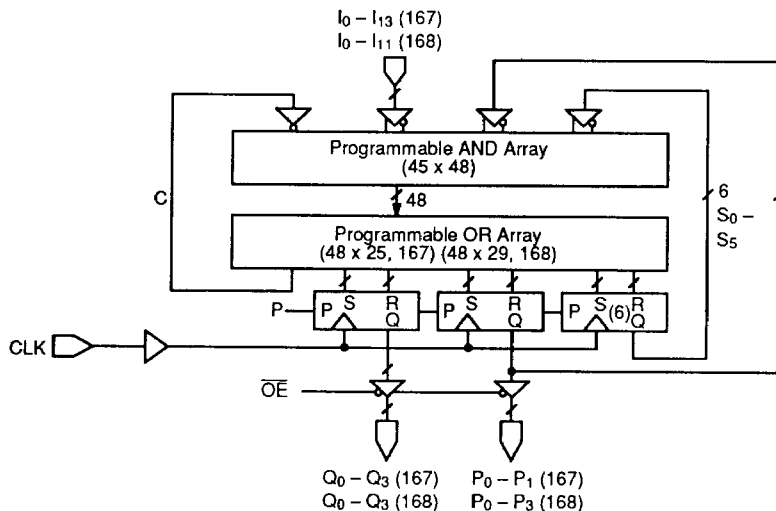 I0 – I13 (167)
I0 – I11 (168)
Programmable AND Array
(45 x 48)
C
48
6
S0 –
S5
Programmable OR Array
(48 x 25, 167) (48 x 29, 168)
P
P S R Q
P S R Q
P S (6) R Q
CLK
OE
Q0 – Q3 (167)
Q0 – Q3 (168)
P0 – P1 (167)
P0 – P3 (168)